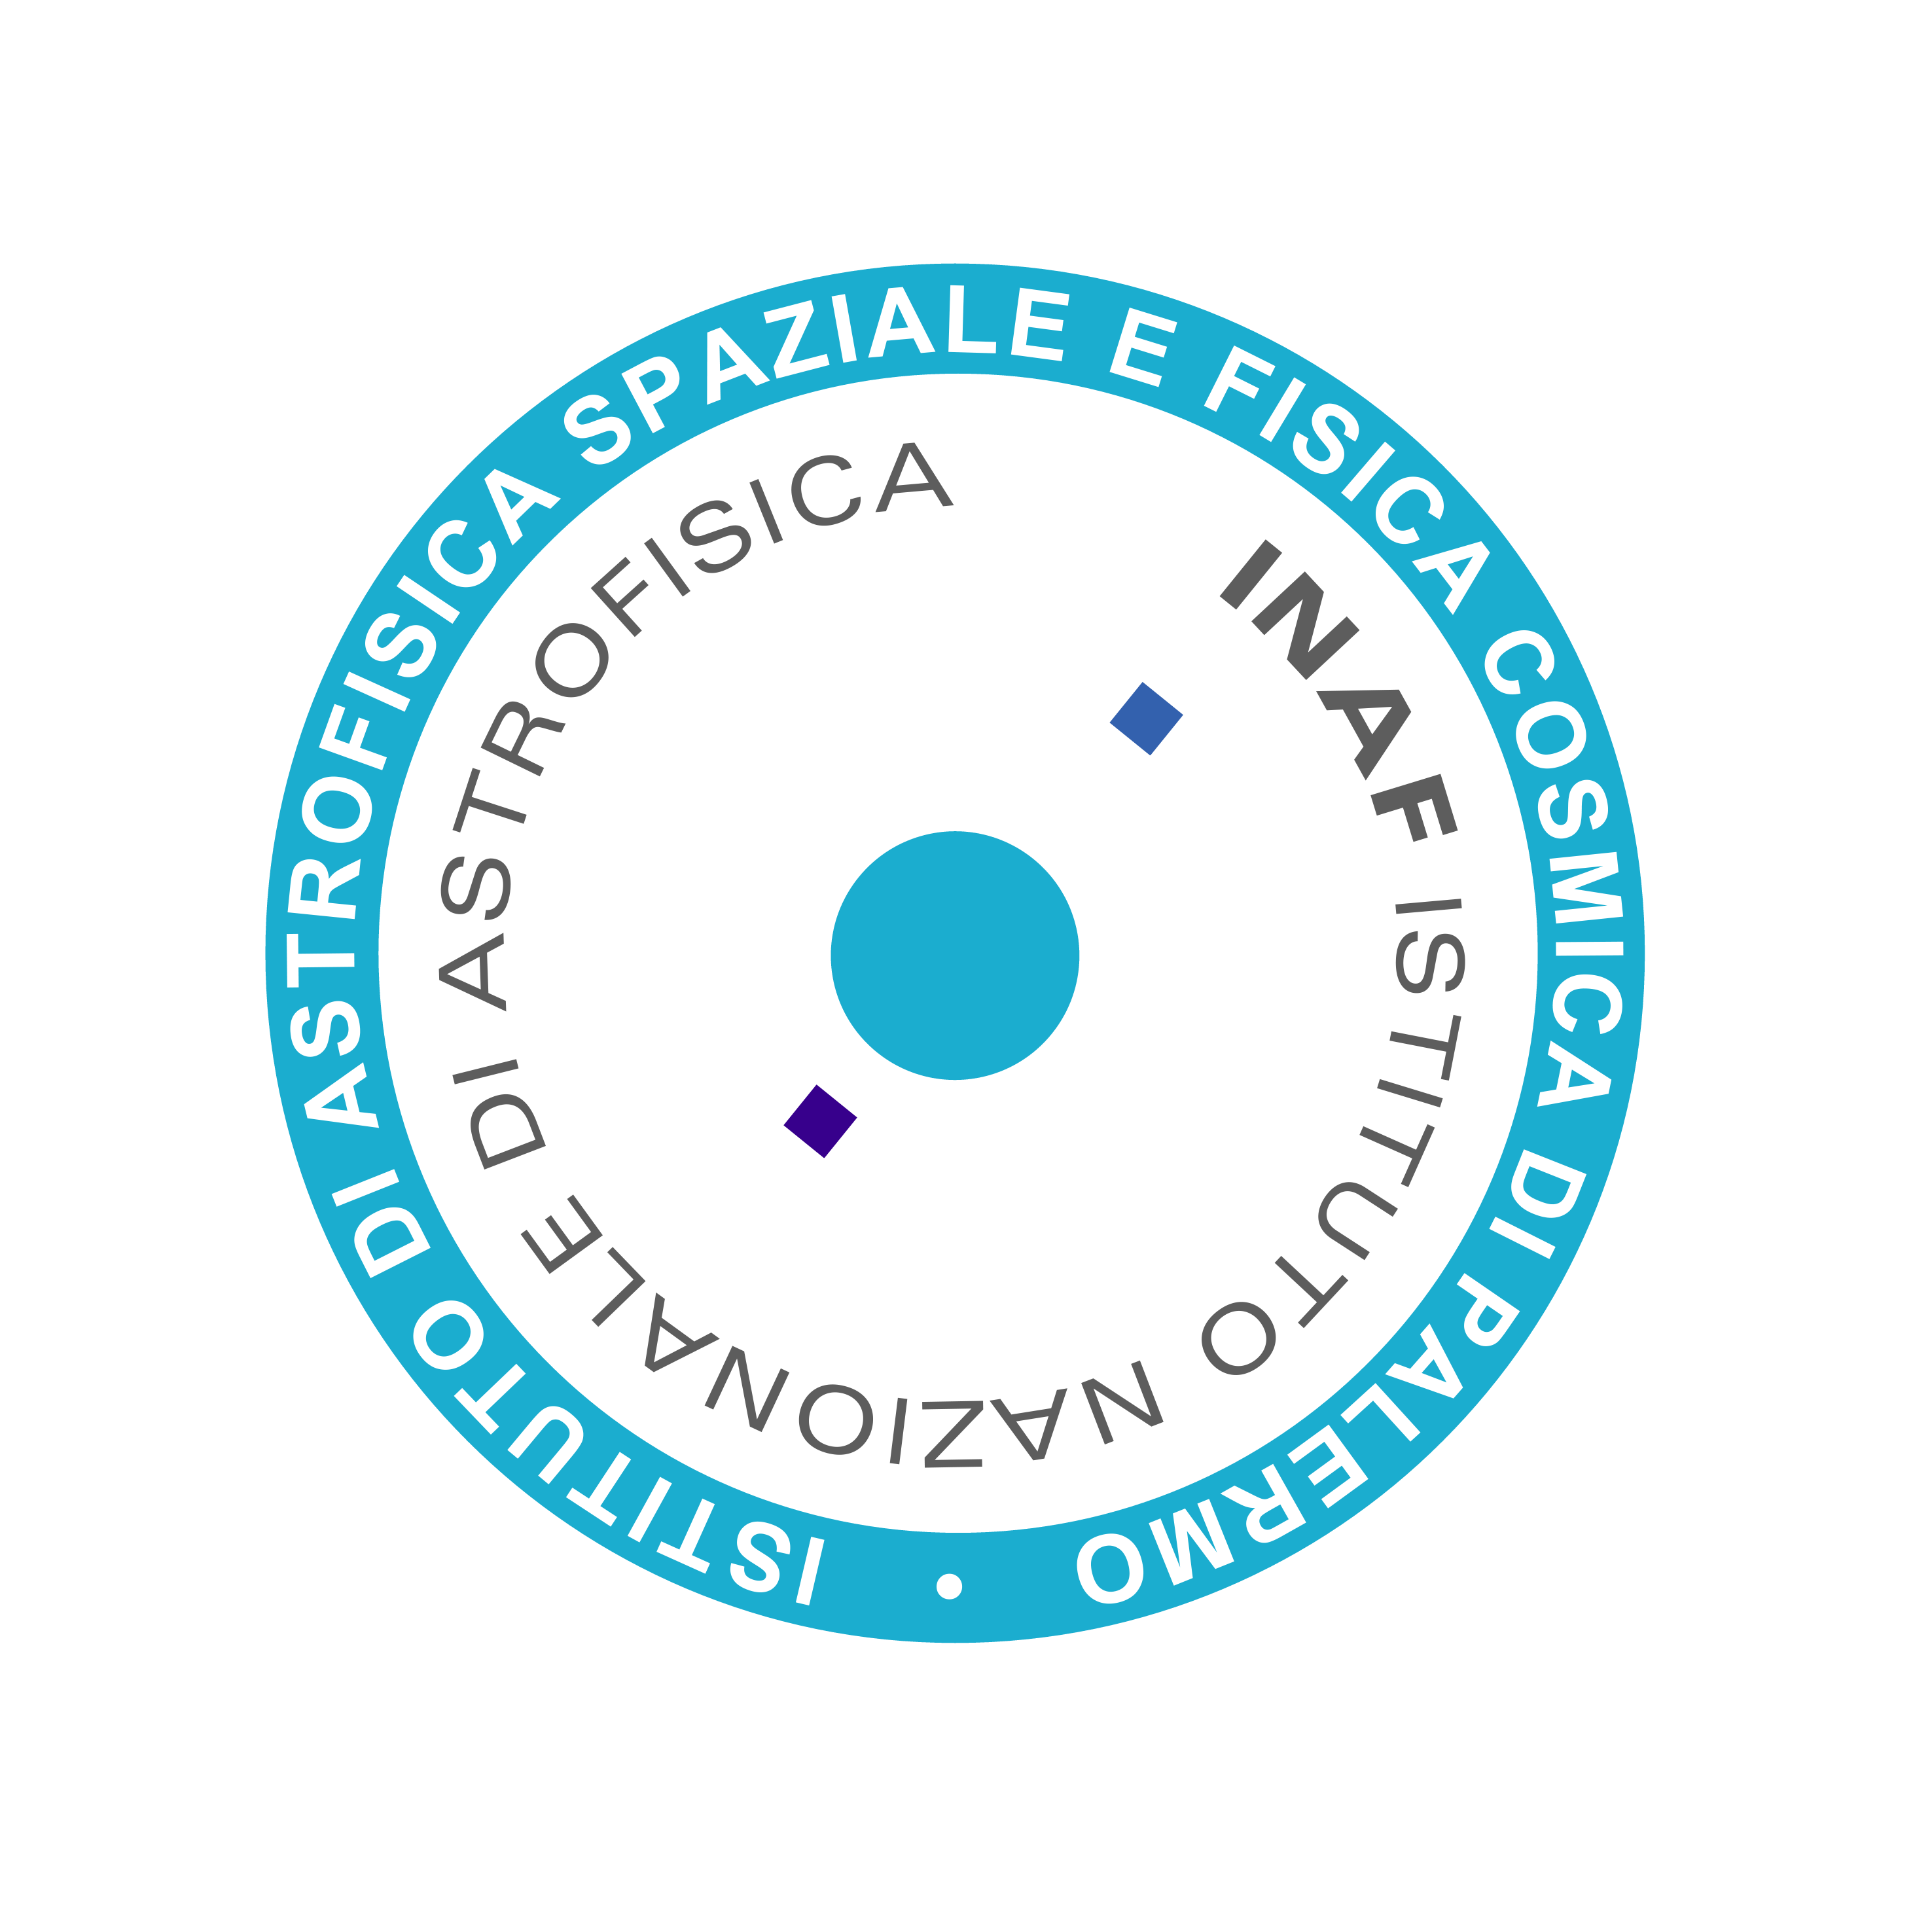 ISTITUTO DI ASTROFISICA SPAZIALE E FISICA COSMICA DI PALERMO
INAF ISTITUTO NAZIONALE DI ASTROFISICA